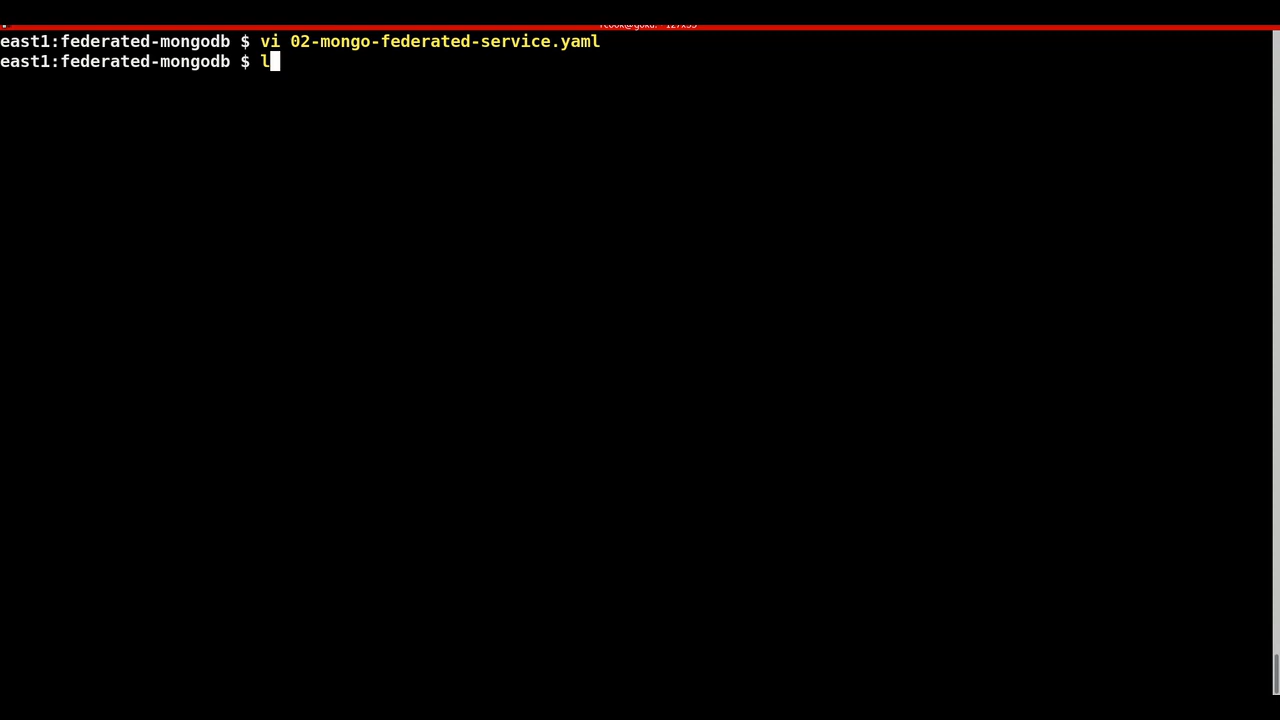 east1:federated-mongodb $ vi 02-mongo-federated-service.yaml
east1:federated-mongodb $ l